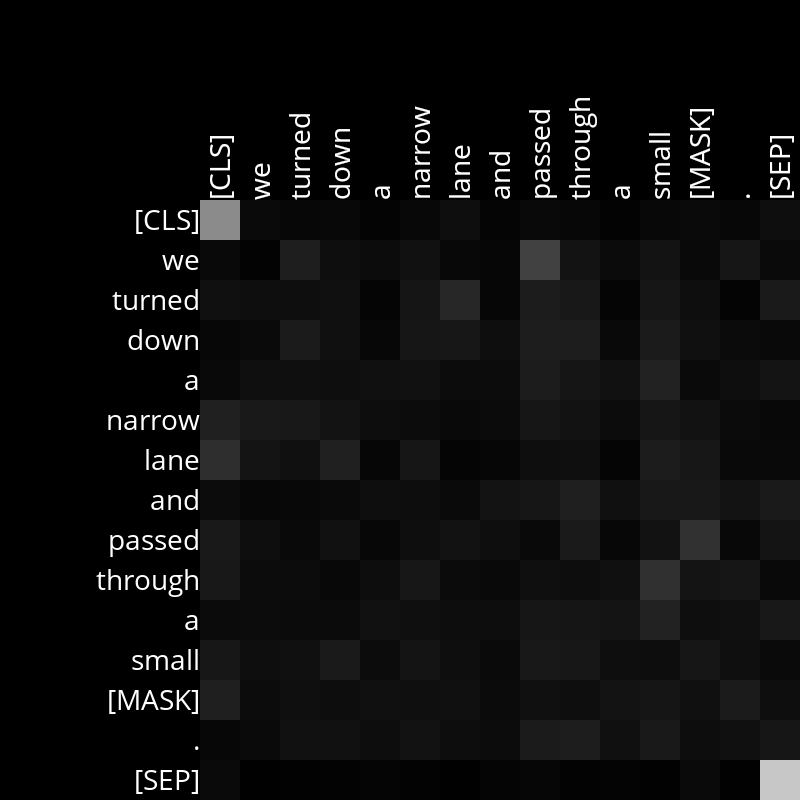 [CLS] we turned down a narrow lane and passed through a small [MASK] . [SEP]
[CLS]
we
turned
down
a
narrow
lane
and
passed
through
a
small
[MASK]
.
[SEP]